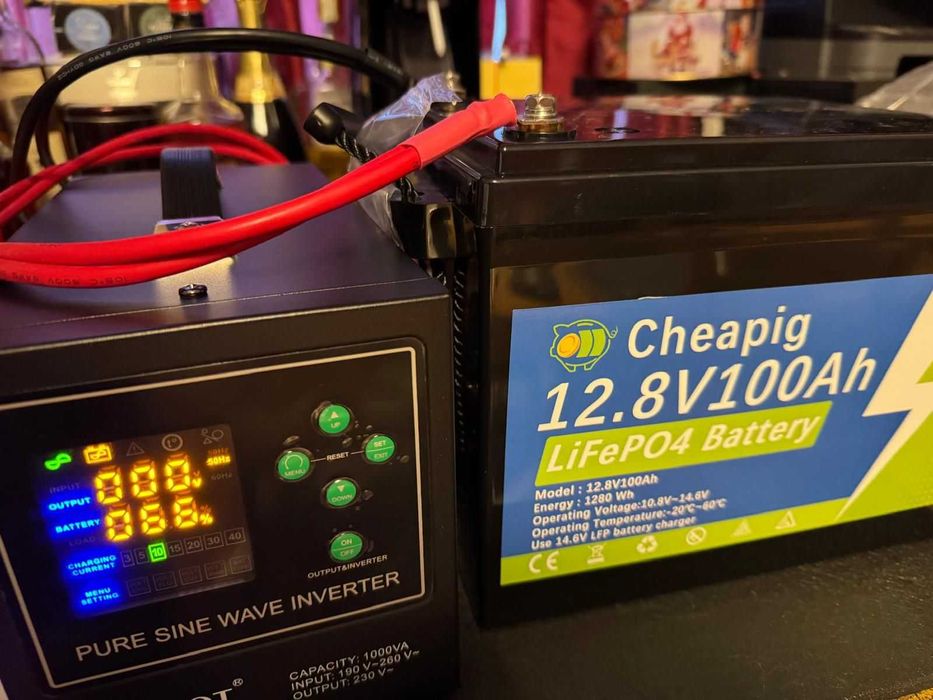 Cheapig
12.8V100Ah
LiFePO4 Battery
Model : 12.8V100Ah
Energy : 1280 Wh
Operating Voltage:10.8V~14.6V
Operating Temperature:-20℃~60℃
Use 14.6V LFP battery charger
CE
UP
MENU
RESET
SET
EXIT
DOWN
ON
OFF
OUTPUT&INVERTER
INPUT
OUTPUT
BATTERY
LOAD
000 V
%
50Hz
60Hz
CHARGING
CURRENT
3 5 10 15 20 30 40
MENU
SETTING
PURE SINE WAVE INVERTER
CAPACITY: 1000VA
INPUT: 190 V~260 V~
OUTPUT: 230 V~